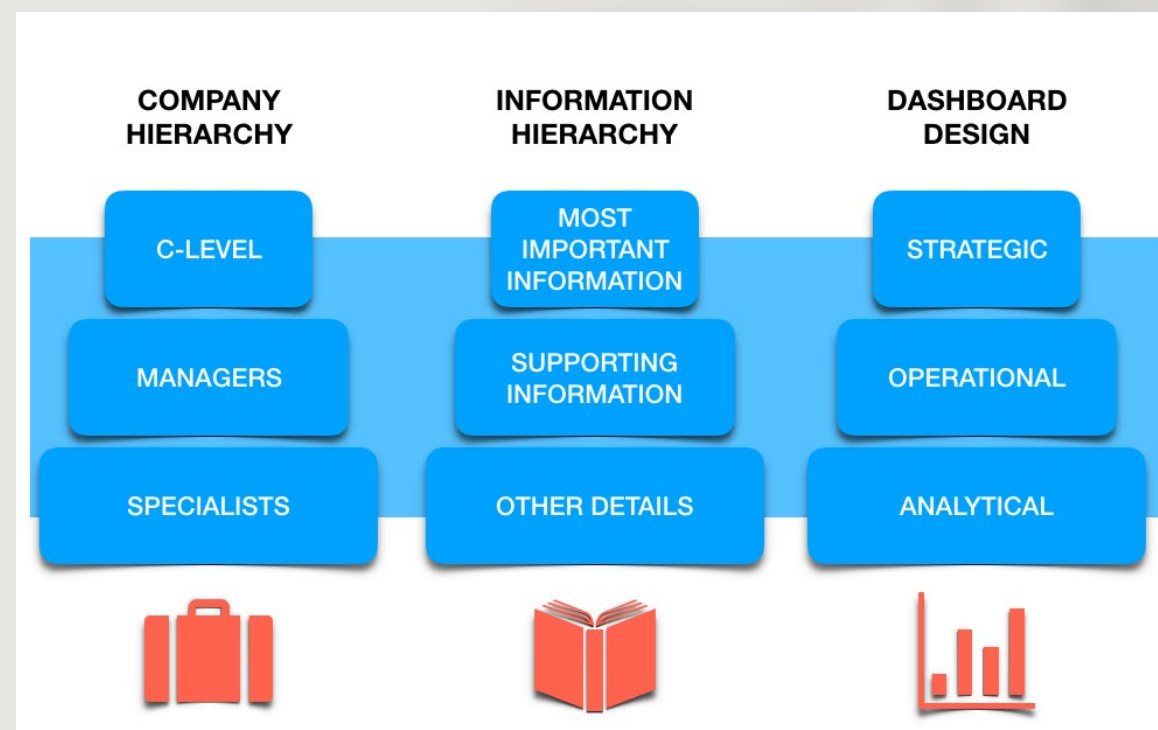 COMPANY
HIERARCHY
C-LEVEL
MANAGERS
SPECIALISTS
INFORMATION
HIERARCHY
MOST
IMPORTANT
INFORMATION
SUPPORTING
INFORMATION
OTHER DETAILS
DASHBOARD
DESIGN
STRATEGIC
OPERATIONAL
ANALYTICAL